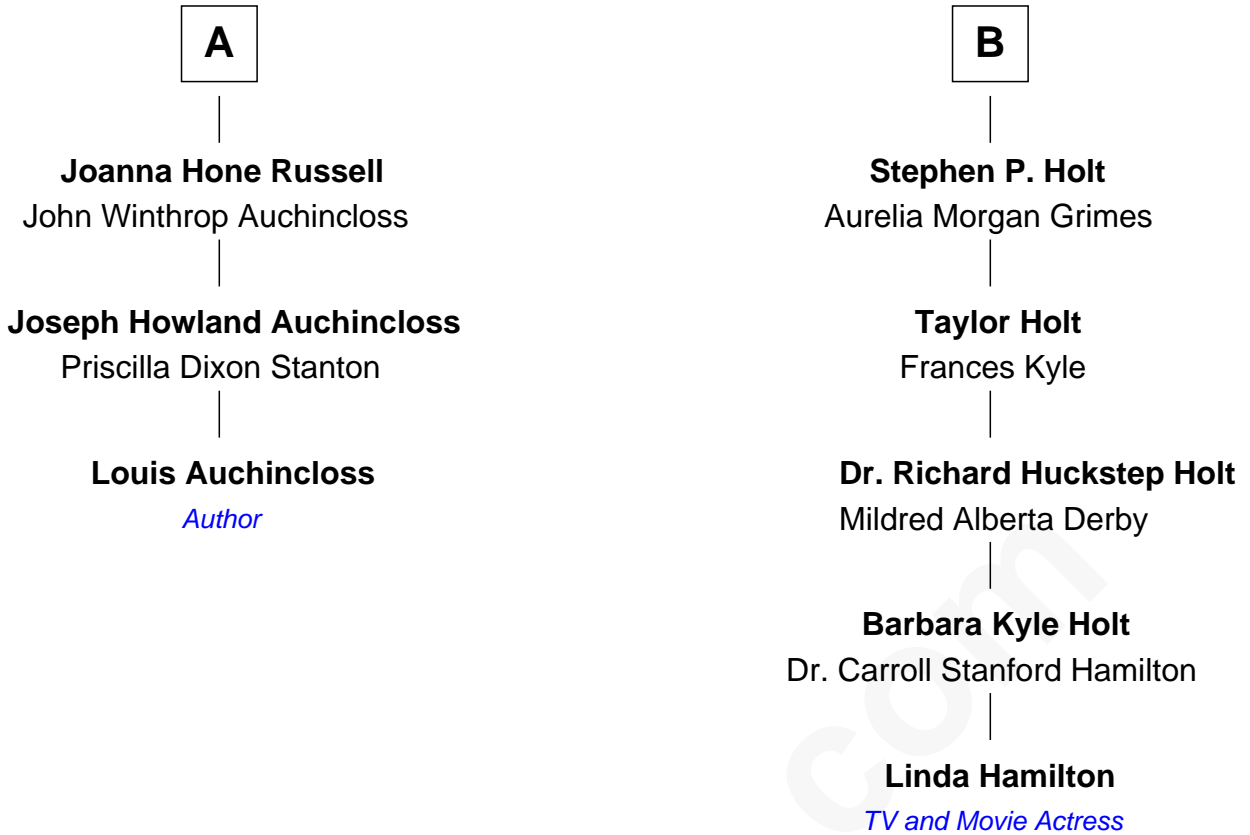 A
Joanna Hone Russell
John Winthrop Auchincloss
Joseph Howland Auchincloss
Priscilla Dixon Stanton
Louis Auchincloss
Author
B
Stephen P. Holt
Aurelia Morgan Grimes
Taylor Holt
Frances Kyle
Dr. Richard Huckstep Holt
Mildred Alberta Derby
Barbara Kyle Holt
Dr. Carroll Stanford Hamilton
Linda Hamilton
TV and Movie Actress
com